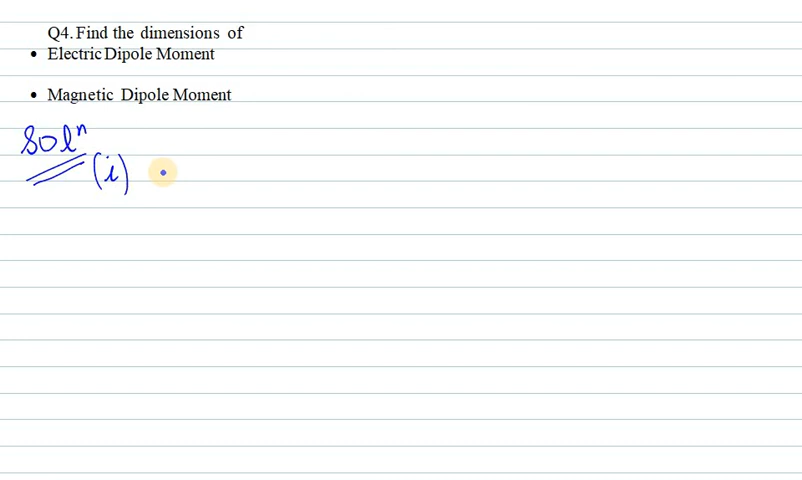 Q4. Find the dimensions of
• Electric Dipole Moment
• Magnetic Dipole Moment
Solⁿ
(i)